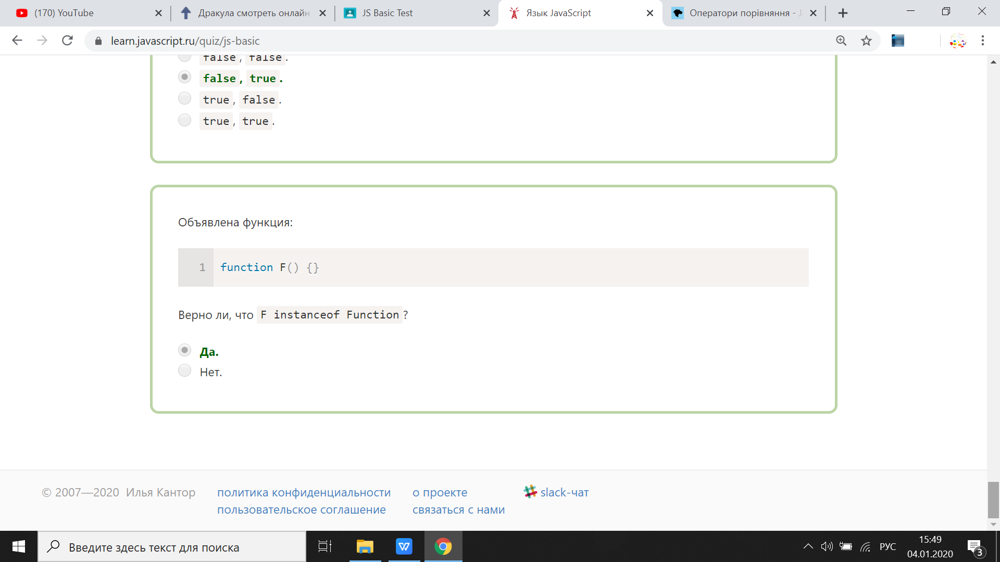 (170) YouTube
Дракула смотреть онлайн
JS Basic Test
Язык JavaScript
Оператори порівняння - J
learn.javascript.ru/quiz/js-basic
false, false.
false, true.
true, false.
true, true.
Объявлена функция:
1 function F() {}
Верно ли, что F instanceof Function?
Да.
Нет.
© 2007—2020 Илья Кантор
политика конфиденциальности
о проекте
slack-чат
пользовательское соглашение
связаться с нами
Введите здесь текст для поиска
РУС
15:49
04.01.2020
3